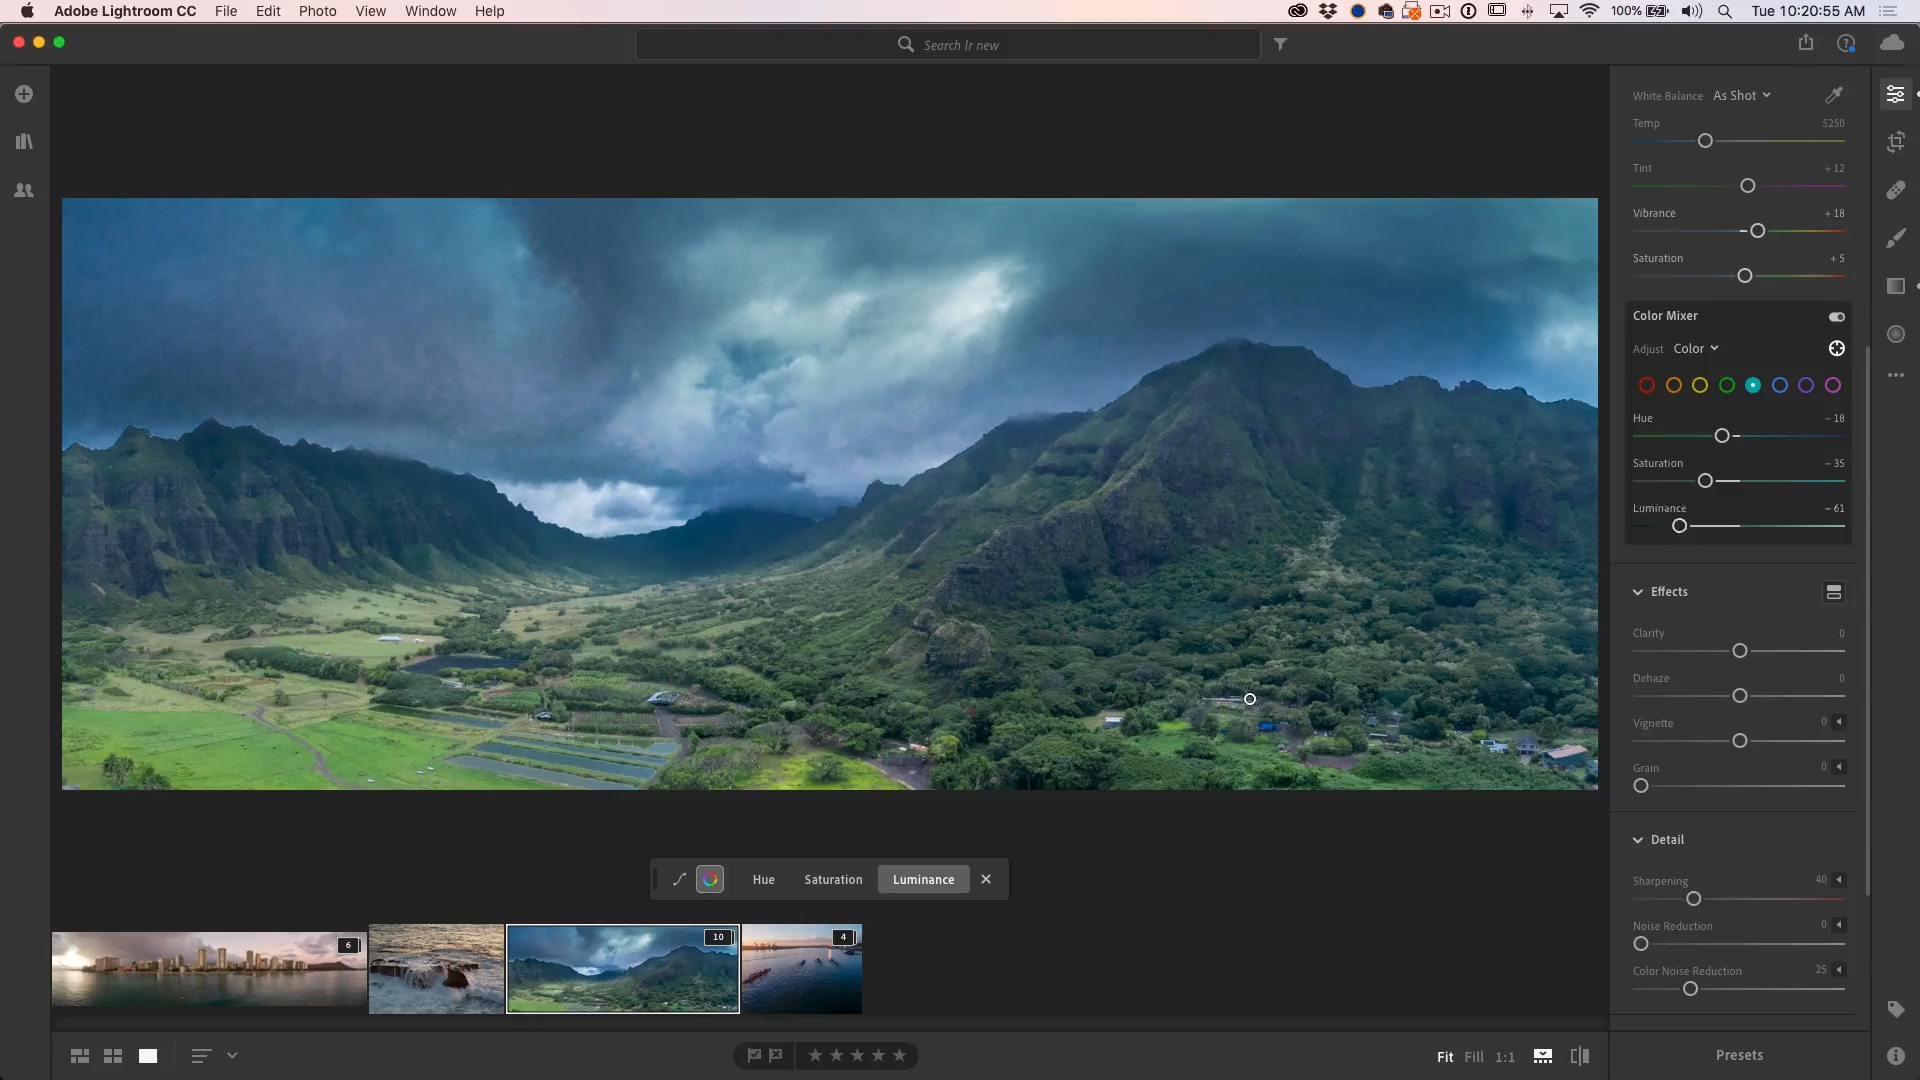 Adobe Lightroom CC File Edit Photo View Window Help 100% Tue 10:20:55 AM
Search lr new
White Balance As Shot
Temp 5250
Tint + 12
Vibrance + 18
Saturation + 5
Color Mixer
Adjust Color
Hue – 18
Saturation – 35
Luminance – 61
Effects
Clarity 0
Dehaze 0
Vignette 0
Grain 0
Detail
Sharpening 40
Noise Reduction 0
Color Noise Reduction 25
Hue Saturation Luminance
6 10 4
Fit Fill 1:1
Presets